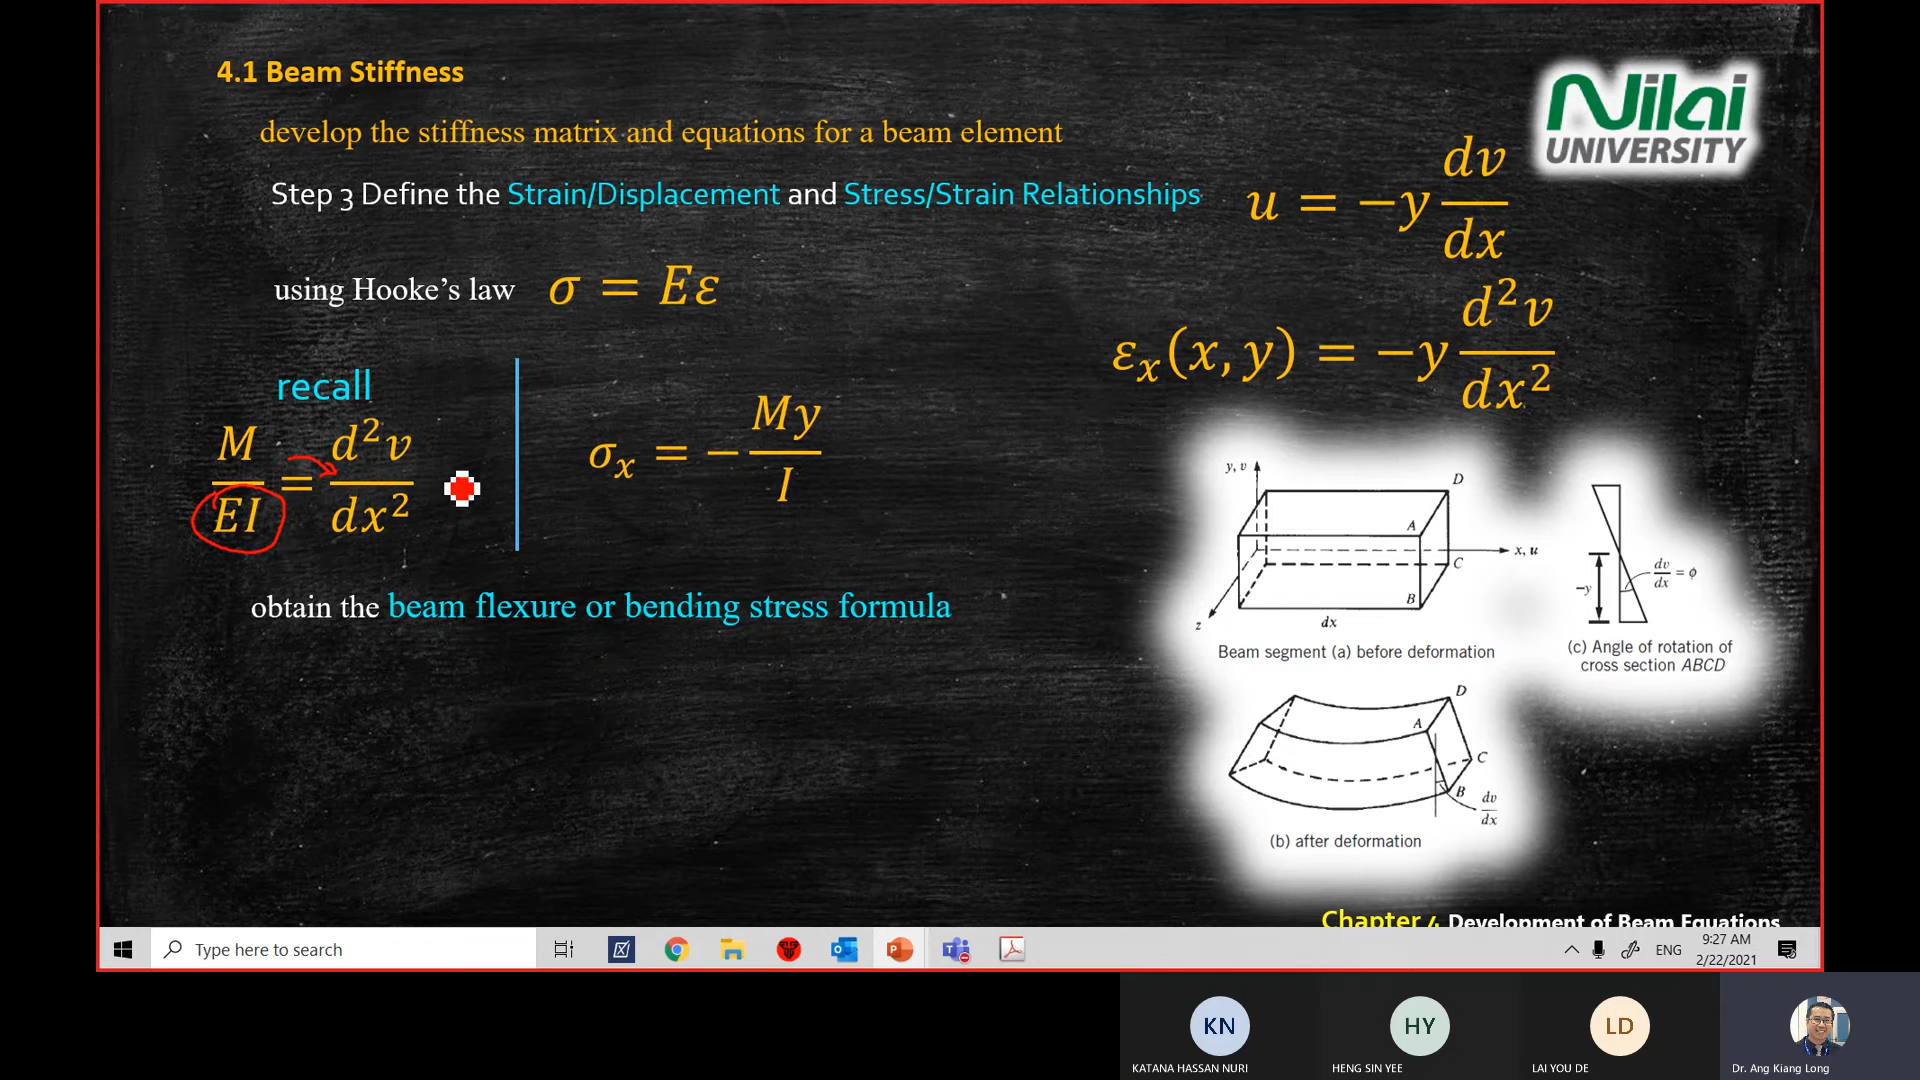 4.1 Beam Stiffness
Nilai
UNIVERSITY
develop the stiffness matrix and equations for a beam element
Step 3 Define the Strain/Displacement and Stress/Strain Relationships
u = −y dv/dx
using Hooke's law σ = Eε
εₓ(x, y) = −y d²v/dx²
recall
M/EI = d²v/dx²
σₓ = − My/I
obtain the beam flexure or bending stress formula
y, v
D
A
x, u
C
B
z
dx
Beam segment (a) before deformation
−y
dv/dx = ϕ
(c) Angle of rotation of
cross section ABCD
D
A
C
B
dv/dx
(b) after deformation
Chapter 4 Development of Beam Equations
Type here to search
ENG
9:27 AM
2/22/2021
KN
HY
LD
KATANA HASSAN NURI
HENG SIN YEE
LAI YOU DE
Dr. Ang Kiang Long